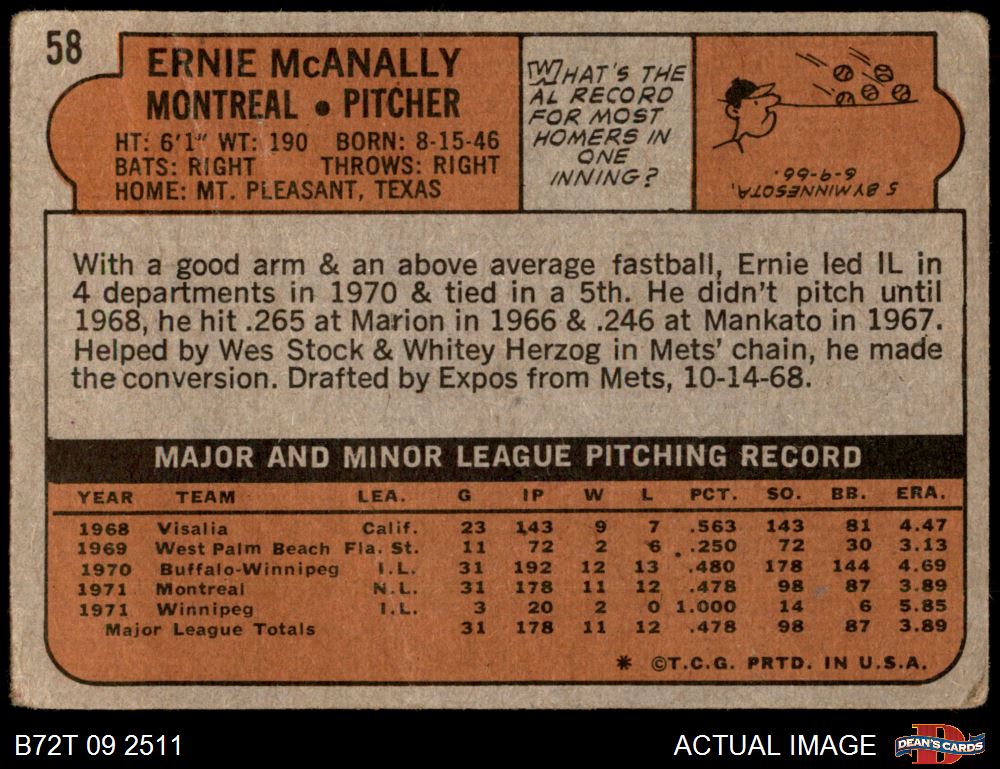 58
ERNIE McANALLY
MONTREAL • PITCHER
HT: 6'1" WT: 190 BORN: 8-15-46
BATS: RIGHT THROWS: RIGHT
HOME: MT. PLEASANT, TEXAS
WHAT'S THE
AL RECORD
FOR MOST
HOMERS IN
ONE
INNING?
5 BY MINNESOTA,
6-9-66.
With a good arm & an above average fastball, Ernie led IL in
4 departments in 1970 & tied in a 5th. He didn't pitch until
1968, he hit .265 at Marion in 1966 & .246 at Mankato in 1967.
Helped by Wes Stock & Whitey Herzog in Mets' chain, he made
the conversion. Drafted by Expos from Mets, 10-14-68.
MAJOR AND MINOR LEAGUE PITCHING RECORD
YEAR TEAM LEA. G IP W L PCT. SO. BB. ERA.
1968 Visalia Calif. 23 143 9 7 .563 143 81 4.47
1969 West Palm Beach Fla. St. 11 72 2 6 .250 72 30 3.13
1970 Buffalo-Winnipeg I.L. 31 192 12 13 .480 178 144 4.69
1971 Montreal N.L. 31 178 11 12 .478 98 87 3.89
1971 Winnipeg I.L. 3 20 2 0 1.000 14 6 5.85
Major League Totals 31 178 11 12 .478 98 87 3.89
* ©T.C.G. PRTD. IN U.S.A.
B72T 09 2511
ACTUAL IMAGE
D
DEAN'S CARDS